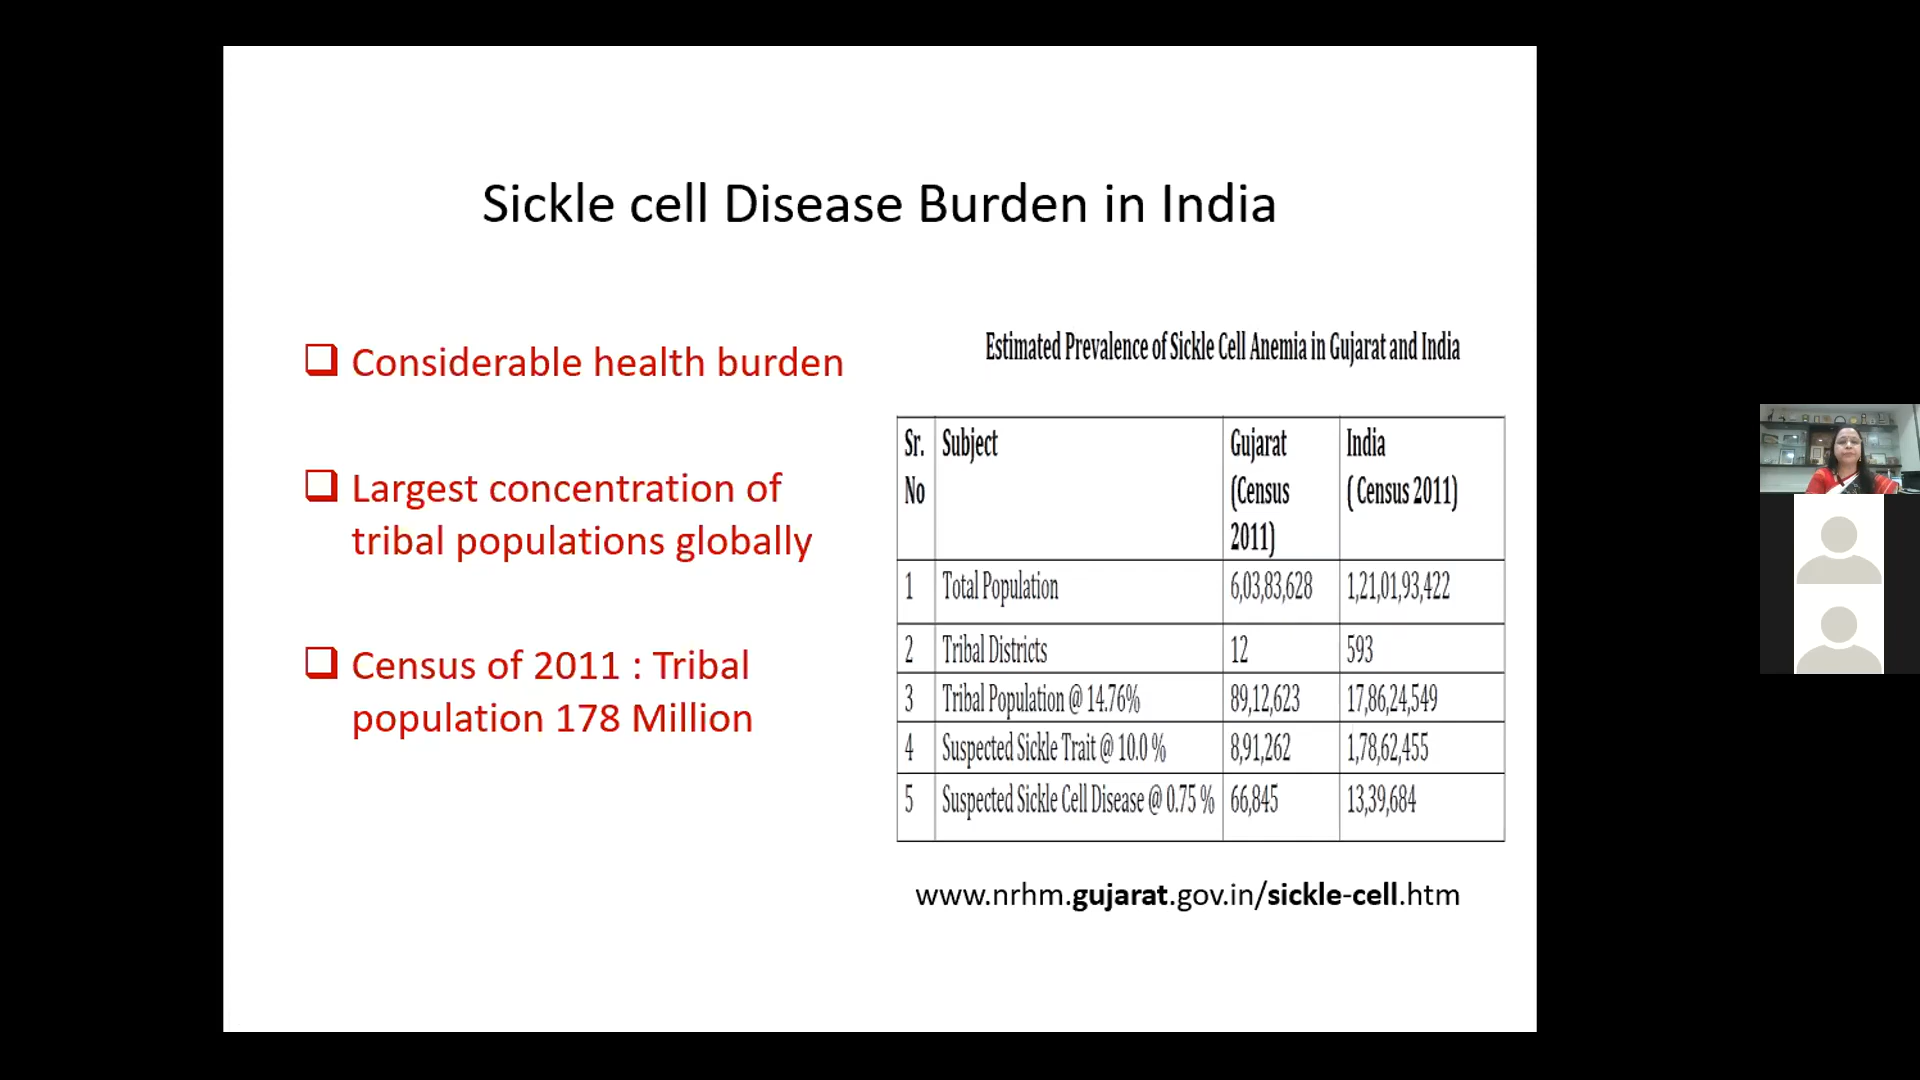 Sickle cell Disease Burden in India
Considerable health burden
Largest concentration of
tribal populations globally
Census of 2011 : Tribal
population 178 Million
Estimated Prevalence of Sickle Cell Anemia in Gujarat and India
Sr. No Subject Gujarat (Census 2011) India ( Census 2011)
1 Total Population 6,03,83,628 1,21,01,93,422
2 Tribal Districts 12 593
3 Tribal Population @ 14.76% 89,12,623 17,86,24,549
4 Suspected Sickle Trait @ 10.0 % 8,91,262 1,78,62,455
5 Suspected Sickle Cell Disease @ 0.75 % 66,845 13,39,684
www.nrhm.gujarat.gov.in/sickle-cell.htm